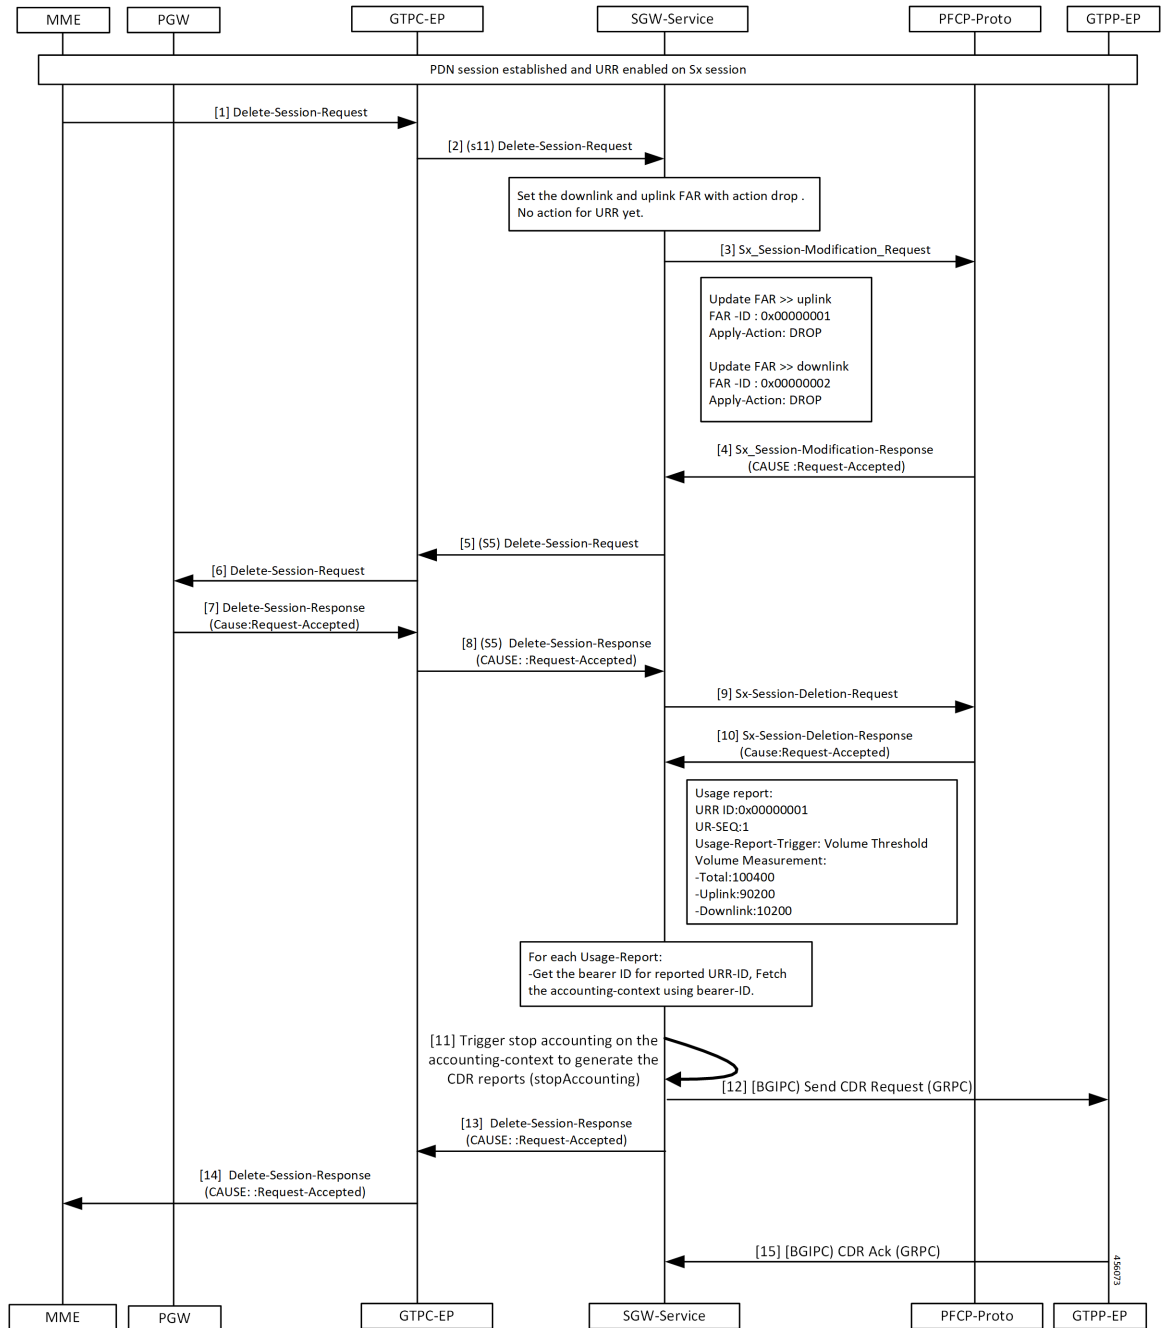 MME
PGW
GTPC-EP
SGW-Service
PFCP-Proto
GTPP-EP
PDN session established and URR enabled on Sx session
[1] Delete-Session-Request
[2] (s11) Delete-Session-Request
Set the downlink and uplink FAR with action drop .
No action for URR yet.
[3] Sx_Session-Modification_Request
Update FAR >> uplink
FAR -ID : 0x00000001
Apply-Action: DROP
Update FAR >> downlink
FAR -ID : 0x00000002
Apply-Action: DROP
[4] Sx_Session-Modification-Response
(CAUSE :Request-Accepted)
[5] (S5) Delete-Session-Request
[6] Delete-Session-Request
[7] Delete-Session-Response
(Cause:Request-Accepted)
[8] (S5)  Delete-Session-Response
(CAUSE: :Request-Accepted)
[9] Sx-Session-Deletion-Request
[10] Sx-Session-Deletion-Response
(Cause:Request-Accepted)
Usage report:
URR ID:0x00000001
UR-SEQ:1
Usage-Report-Trigger: Volume Threshold
Volume Measurement:
-Total:100400
-Uplink:90200
-Downlink:10200
For each Usage-Report:
-Get the bearer ID for reported URR-ID, Fetch
the accounting-context using bearer-ID.
[11] Trigger stop accounting on the
accounting-context to generate the
CDR reports (stopAccounting)
[12] [BGIPC) Send CDR Request (GRPC)
[13]  Delete-Session-Response
(CAUSE: :Request-Accepted)
[14]  Delete-Session-Response
(CAUSE: :Request-Accepted)
[15] [BGIPC) CDR Ack (GRPC)
456073
MME
PGW
GTPC-EP
SGW-Service
PFCP-Proto
GTPP-EP